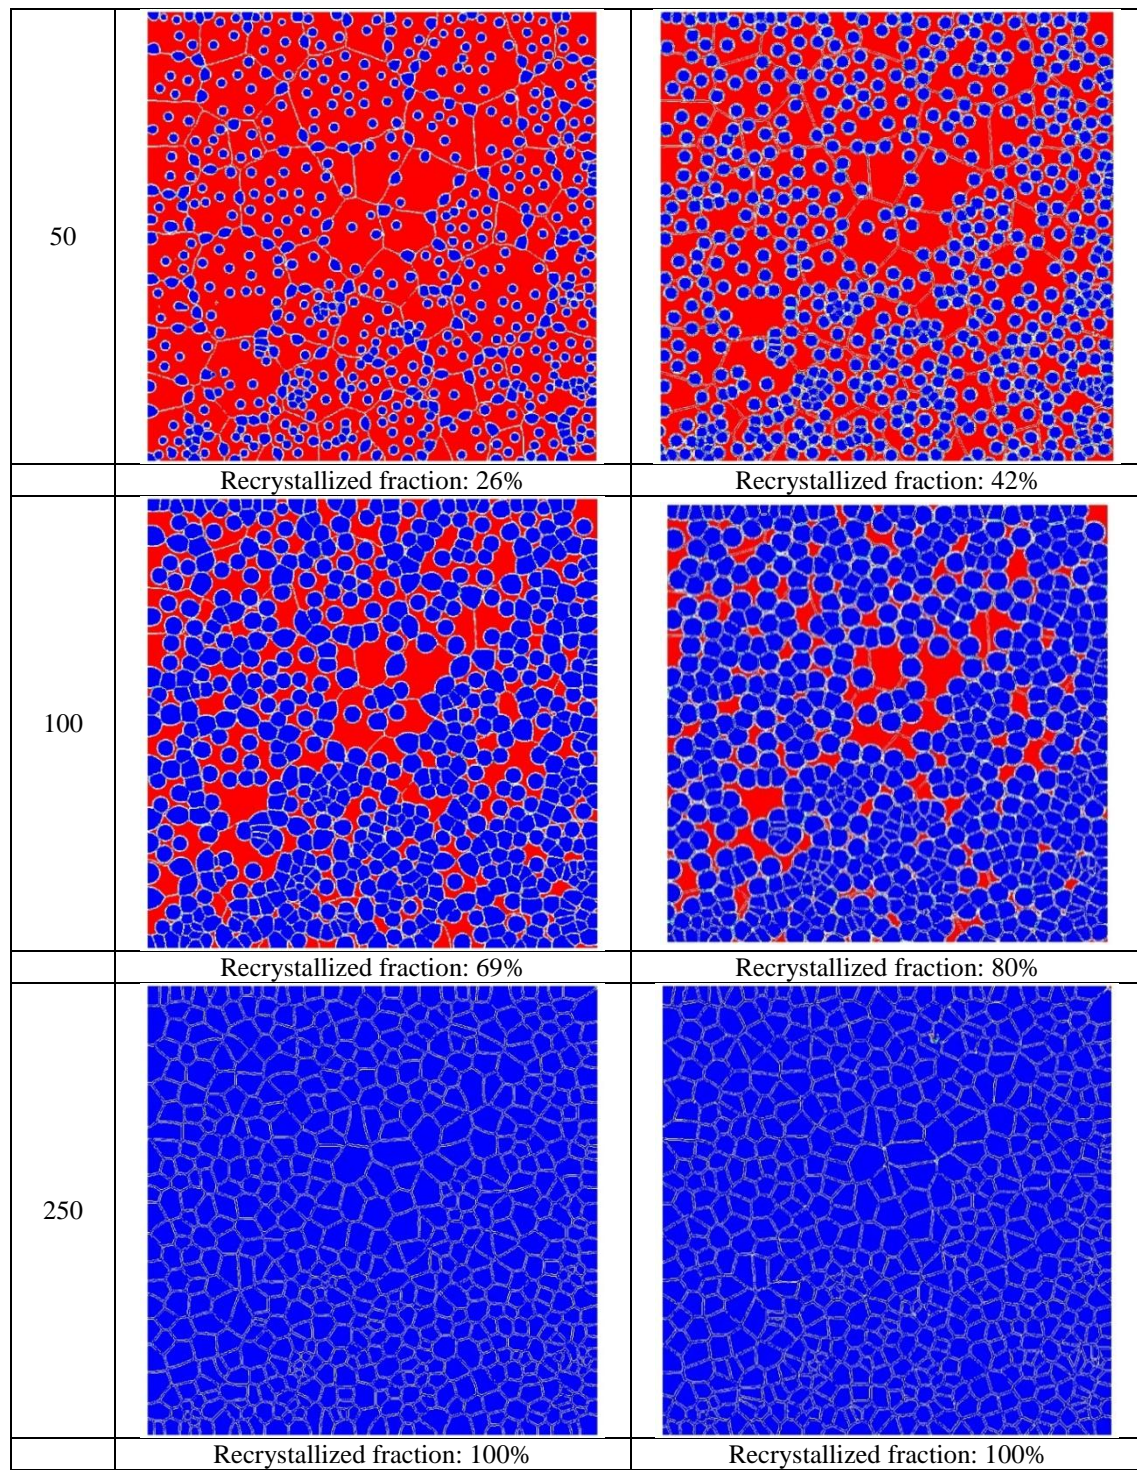 50
Recrystallized fraction: 26%
Recrystallized fraction: 42%
100
Recrystallized fraction: 69%
Recrystallized fraction: 80%
250
Recrystallized fraction: 100%
Recrystallized fraction: 100%